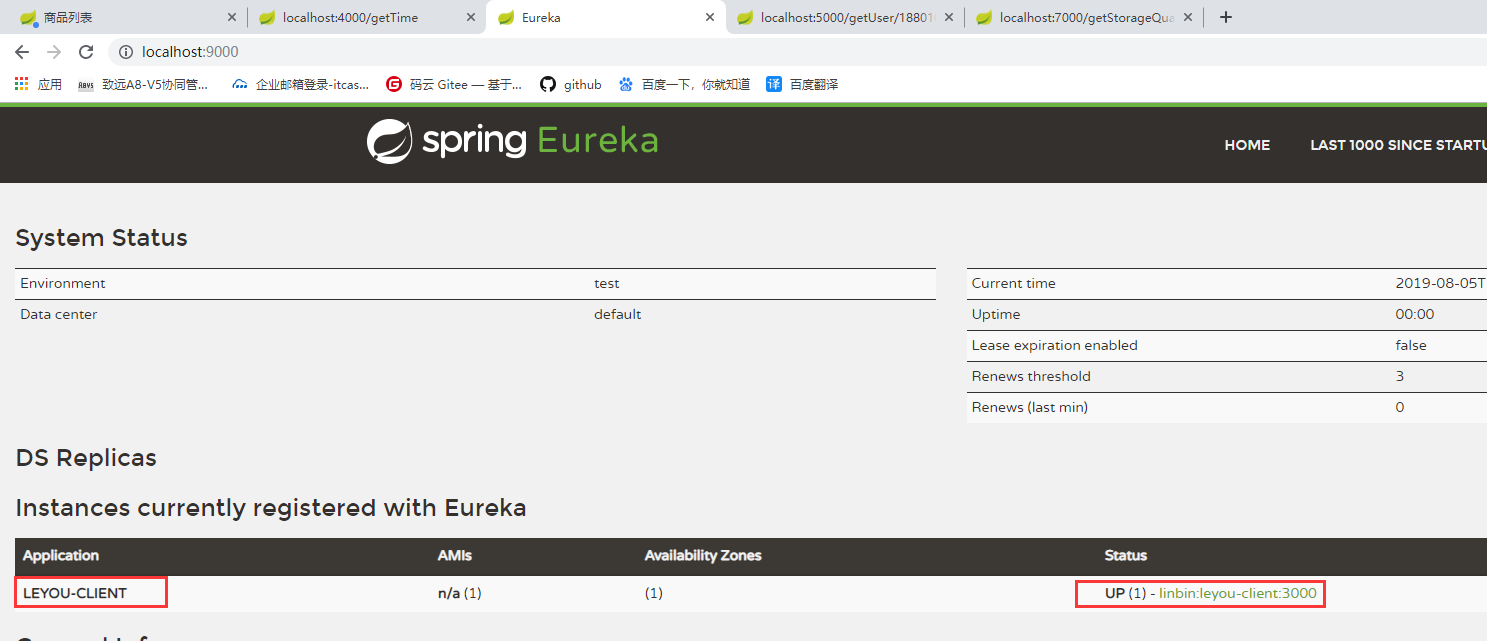 商品列表
localhost:4000/getTime
Eureka
localhost:5000/getUser/1880
localhost:7000/getStorageQua
localhost:9000
应用
致远A8-V5协同管...
企业邮箱登录-itcas...
码云 Gitee — 基于...
github
百度一下，你就知道
译
百度翻译
spring Eureka
HOME
LAST 1000 SINCE STARTU
System Status
Environment test
Data center default
Current time 2019-08-05T
Uptime 00:00
Lease expiration enabled false
Renews threshold 3
Renews (last min) 0
DS Replicas
Instances currently registered with Eureka
Application AMIs Availability Zones Status
LEYOU-CLIENT n/a (1) (1) UP (1) - linbin:leyou-client:3000